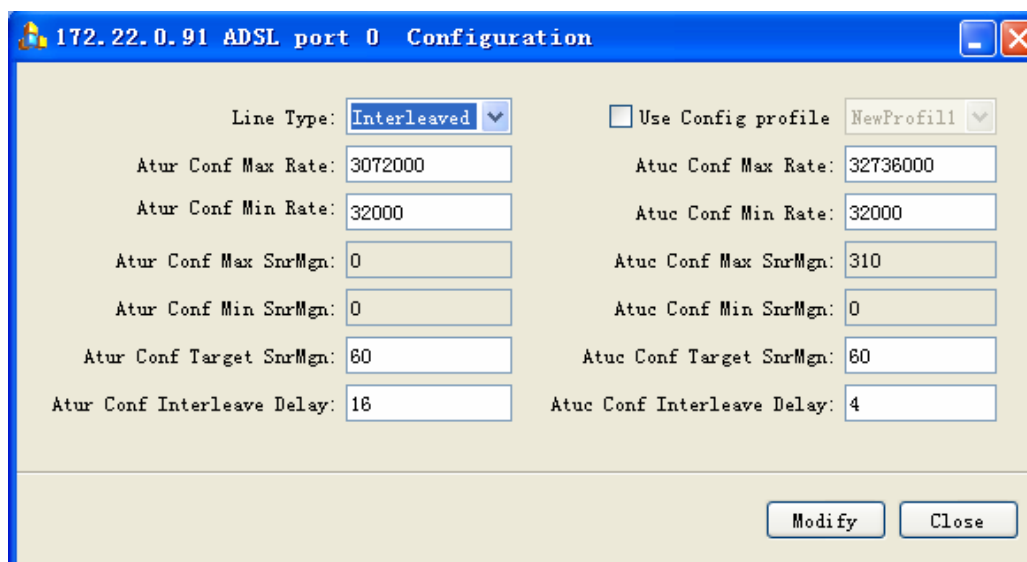 172.22.0.91 ADSL port 0 Configuration
Line Type: Interleaved Use Config profile NewProfil1
Atur Conf Max Rate: 3072000 Atuc Conf Max Rate: 32736000
Atur Conf Min Rate: 32000 Atuc Conf Min Rate: 32000
Atur Conf Max SnrMgn: 0 Atuc Conf Max SnrMgn: 310
Atur Conf Min SnrMgn: 0 Atuc Conf Min SnrMgn: 0
Atur Conf Target SnrMgn: 60 Atuc Conf Target SnrMgn: 60
Atur Conf Interleave Delay: 16 Atuc Conf Interleave Delay: 4
Modify Close